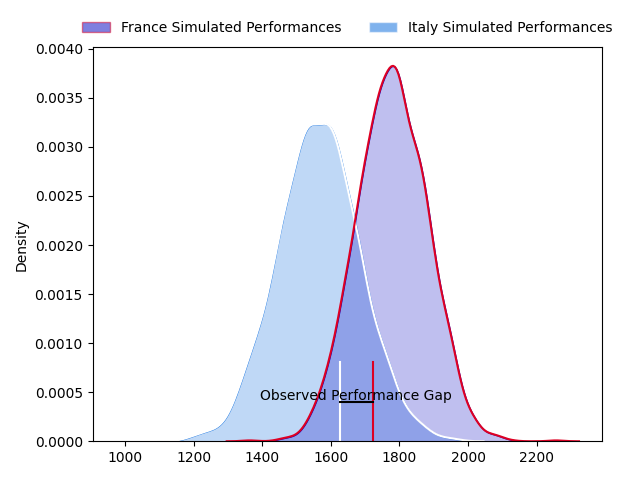 France Simulated Performances Italy Simulated Performances
0.0040
0.0035
0.0030
0.0025
0.0020
0.0015
0.0010
0.0005
0.0000
Density
Observed Performance Gap
1000 1200 1400 1600 1800 2000 2200